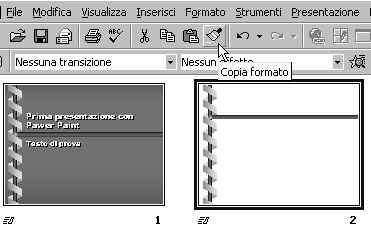 File Modifica Visualizza Inserisci Formato Strumenti Presentazione
ABC
Nessuna transizione Nessun effetto
Copia formato
Prima presentazione con
Power Point
Testo di prova
1 2